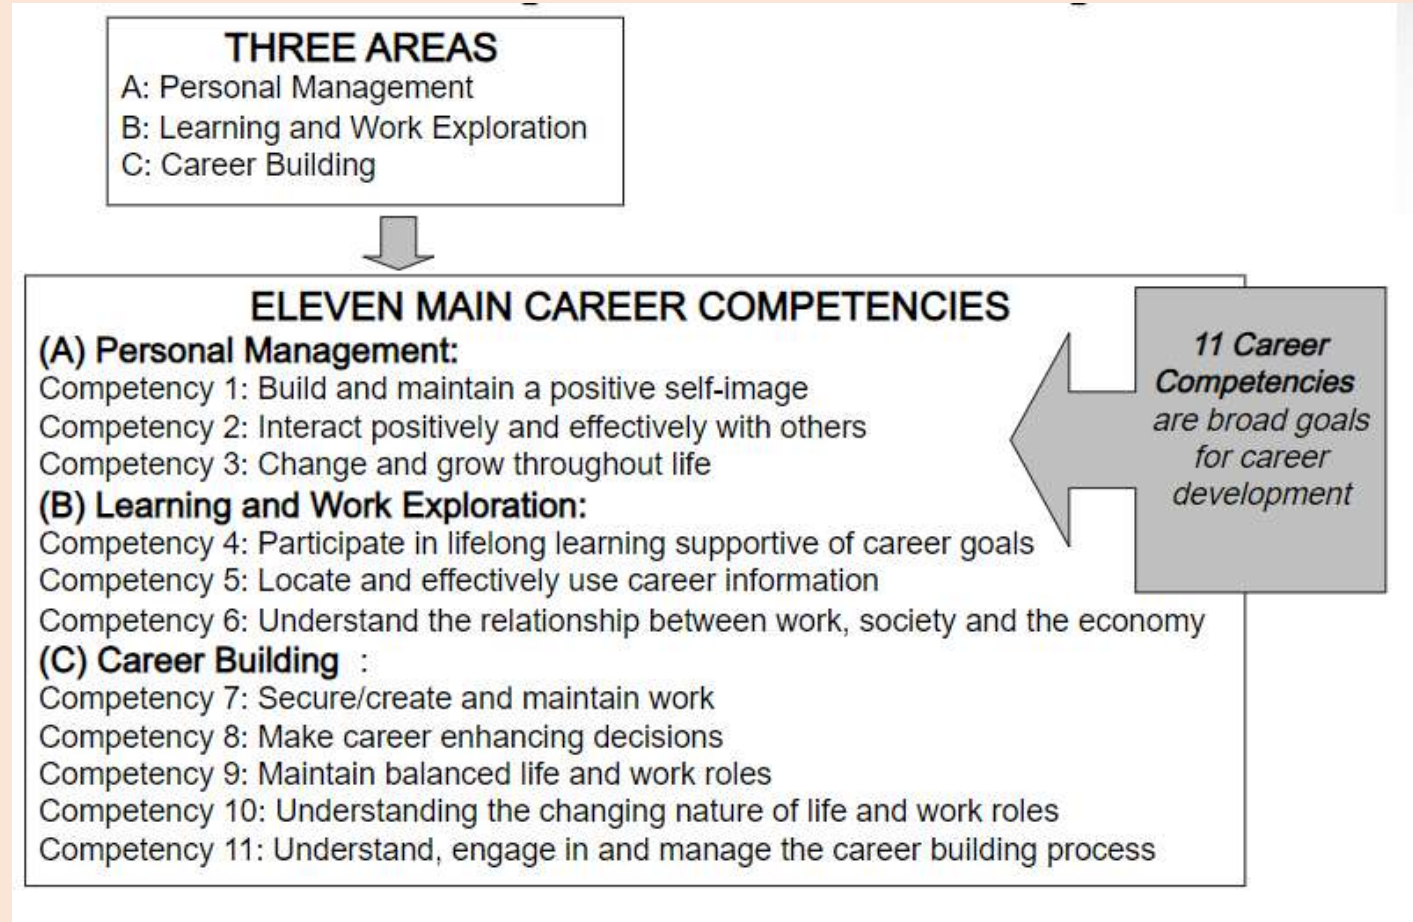 THREE AREAS
A: Personal Management
B: Learning and Work Exploration
C: Career Building
ELEVEN MAIN CAREER COMPETENCIES
(A) Personal Management:
Competency 1: Build and maintain a positive self-image
Competency 2: Interact positively and effectively with others
Competency 3: Change and grow throughout life
(B) Learning and Work Exploration:
Competency 4: Participate in lifelong learning supportive of career goals
Competency 5: Locate and effectively use career information
Competency 6: Understand the relationship between work, society and the economy
(C) Career Building :
Competency 7: Secure/create and maintain work
Competency 8: Make career enhancing decisions
Competency 9: Maintain balanced life and work roles
Competency 10: Understanding the changing nature of life and work roles
Competency 11: Understand, engage in and manage the career building process
11 Career
Competencies
are broad goals
for career
development